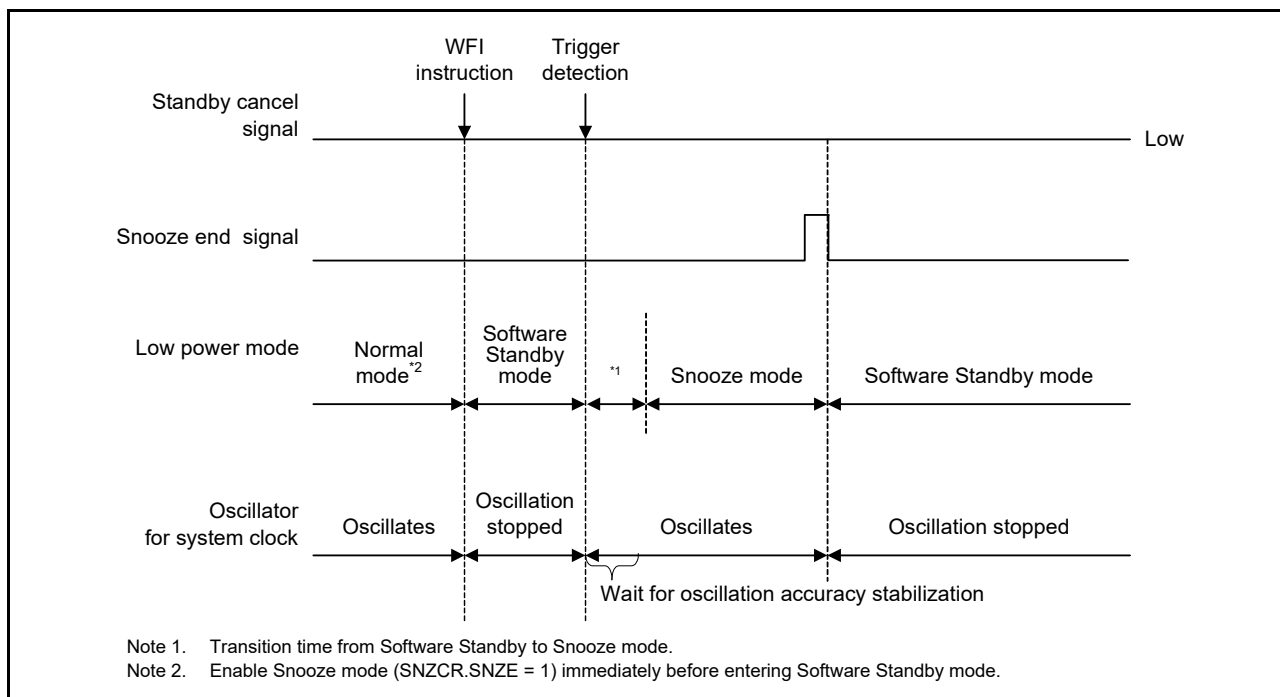 WFI
instruction
Trigger
detection
Standby cancel
signal
Low
Snooze end signal
Low power mode
Normal
mode*2
Software
Standby
mode
*1
Snooze mode
Software Standby mode
Oscillator
for system clock
Oscillates
Oscillation
stopped
Oscillates
Oscillation stopped
Wait for oscillation accuracy stabilization
Note 1. Transition time from Software Standby to Snooze mode.
Note 2. Enable Snooze mode (SNZCR.SNZE = 1) immediately before entering Software Standby mode.